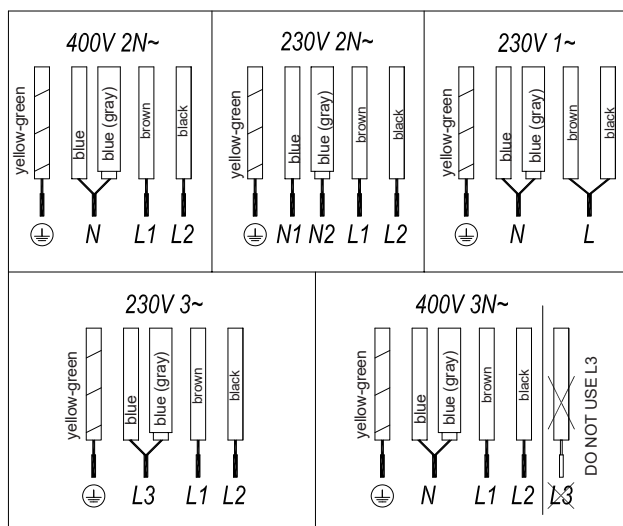 400V 2N~
yellow-green
blue
blue (gray)
brown
black
N L1 L2
230V 2N~
yellow-green
blue
blue (gray)
brown
black
N1 N2 L1 L2
230V 1~
yellow-green
blue
blue (gray)
brown
black
N L
230V 3~
yellow-green
blue
blue (gray)
brown
black
L3 L1 L2
400V 3N~
yellow-green
blue
blue (gray)
brown
black
DO NOT USE L3
N L1 L2 L3